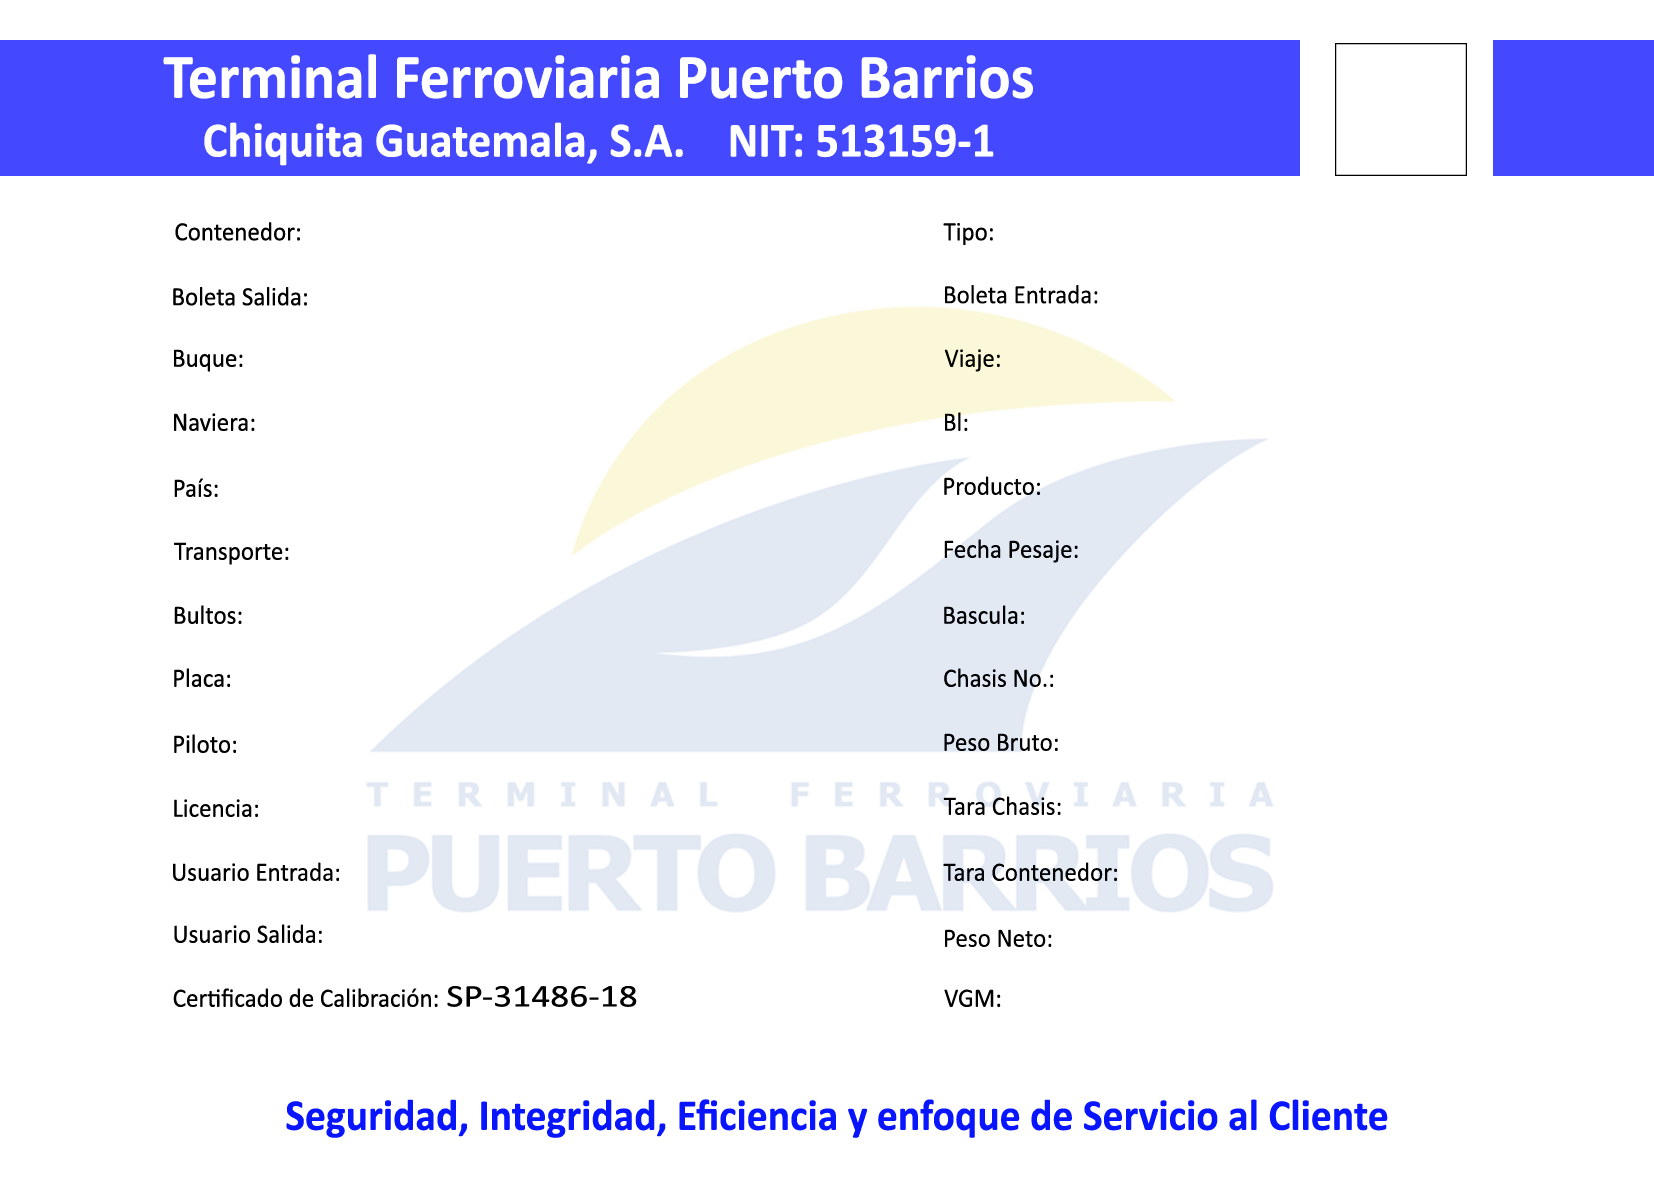 Terminal Ferroviaria Puerto Barrios
Chiquita Guatemala, S.A. NIT: 513159-1
Contenedor: Tipo:
Boleta Salida: Boleta Entrada:
Buque: Viaje:
Naviera: Bl:
País: Producto:
Transporte: Fecha Pesaje:
Bultos: Bascula:
Placa: Chasis No.:
Piloto: Peso Bruto:
TERMINAL FERROVIARIA
Licencia: Tara Chasis:
PUERTO BARRIOS
Usuario Entrada: Tara Contenedor:
Usuario Salida: Peso Neto:
Certificado de Calibración: SP-31486-18 VGM:
Seguridad, Integridad, Eficiencia y enfoque de Servicio al Cliente